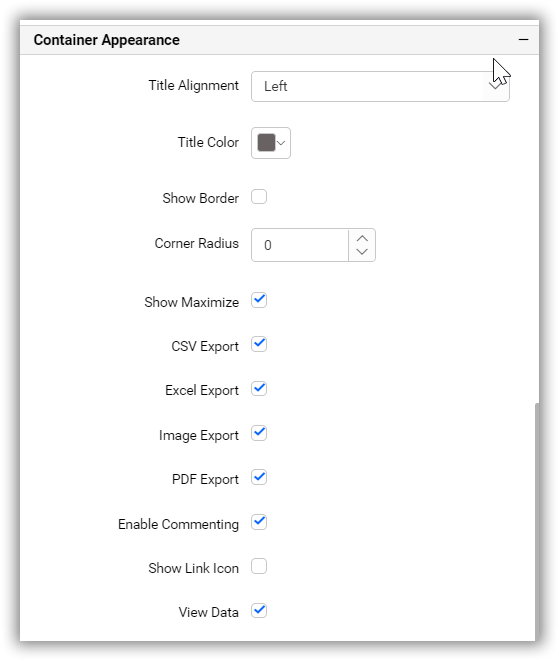 Container Appearance
Title Alignment Left
Title Color
Show Border
Corner Radius 0
Show Maximize
CSV Export
Excel Export
Image Export
PDF Export
Enable Commenting
Show Link Icon
View Data